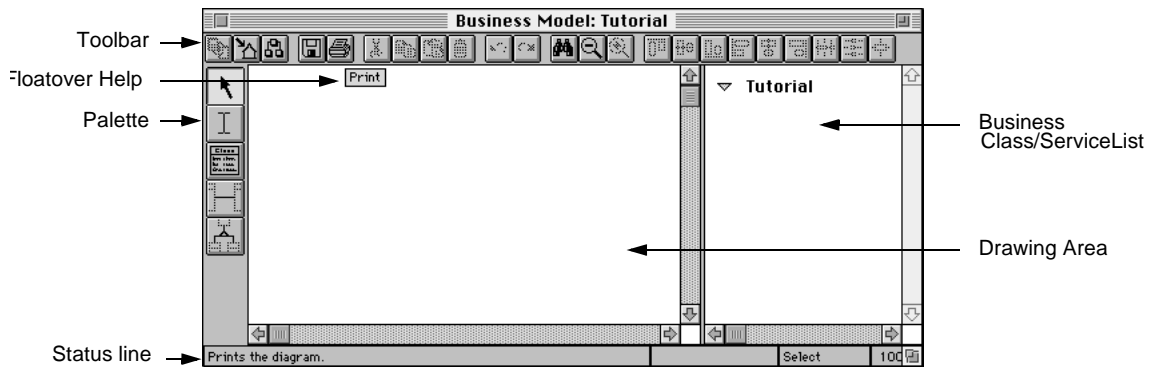 Business Model: Tutorial
Toolbar
Floatover Help
Print
Tutorial
Palette
Class
Business
Class/ServiceList
Drawing Area
Status line
Prints the diagram.
Select
100